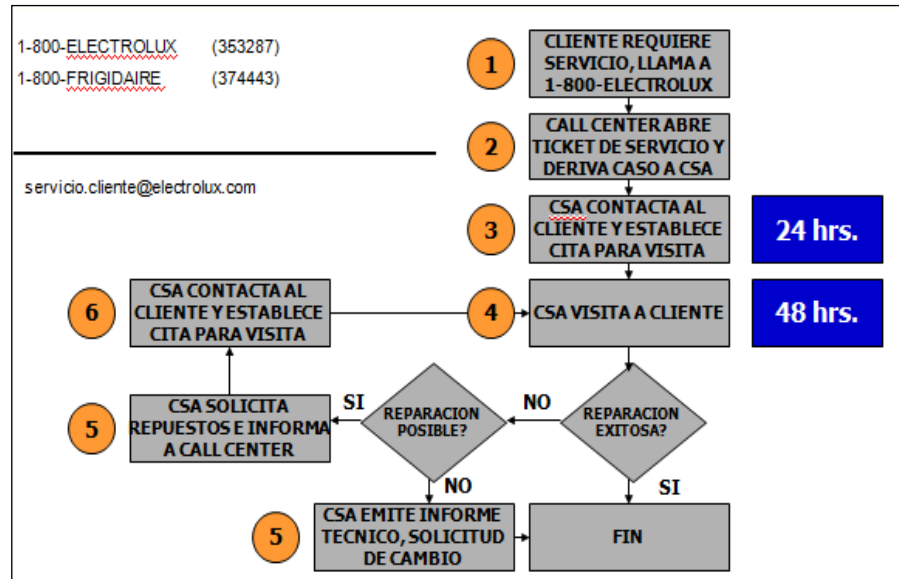 1-800-ELECTROLUX (353287)
1-800-FRIGIDAIRE (374443)
servicio.cliente@electrolux.com
1
CLIENTE REQUIERE
SERVICIO, LLAMA A
1-800-ELECTROLUX
2
CALL CENTER ABRE
TICKET DE SERVICIO Y
DERIVA CASO A CSA
3
CSA CONTACTA AL
CLIENTE Y ESTABLECE
CITA PARA VISITA
24 hrs.
6
CSA CONTACTA AL
CLIENTE Y ESTABLECE
CITA PARA VISITA
4
CSA VISITA A CLIENTE
48 hrs.
5
CSA SOLICITA
REPUESTOS E INFORMA
A CALL CENTER
SI
REPARACION
POSIBLE?
NO
REPARACION
EXITOSA?
NO
SI
5
CSA EMITE INFORME
TECNICO, SOLICITUD
DE CAMBIO
FIN